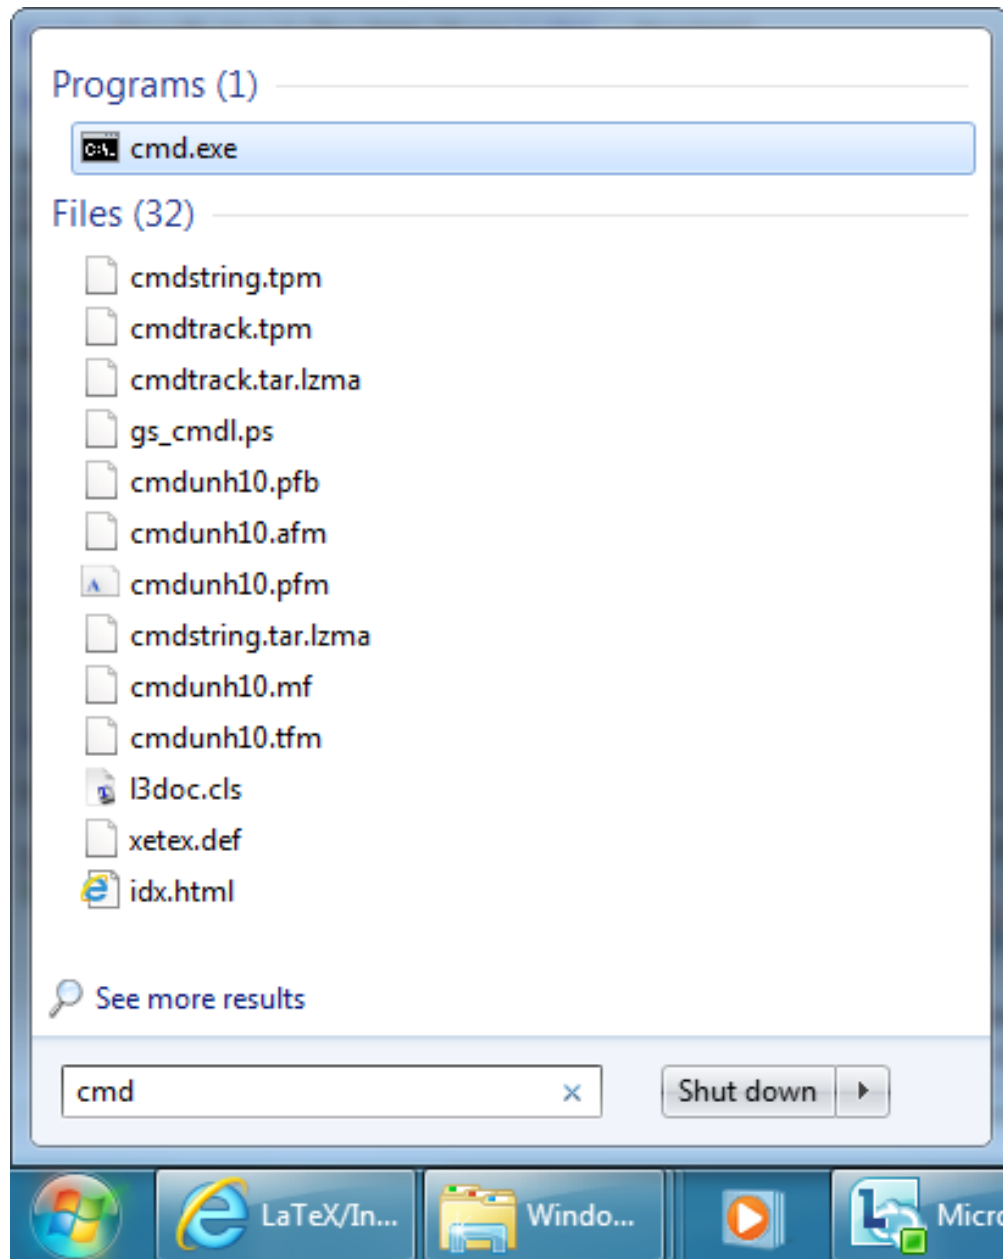 Programs (1)
cmd.exe
Files (32)
cmdstring.tpm
cmdtrack.tpm
cmdtrack.tar.lzma
gs_cmdl.ps
cmdunh10.pfb
cmdunh10.afm
cmdunh10.pfm
cmdstring.tar.lzma
cmdunh10.mf
cmdunh10.tfm
l3doc.cls
xetex.def
idx.html
See more results
cmd
Shut down
LaTeX/In... Windo... Micro